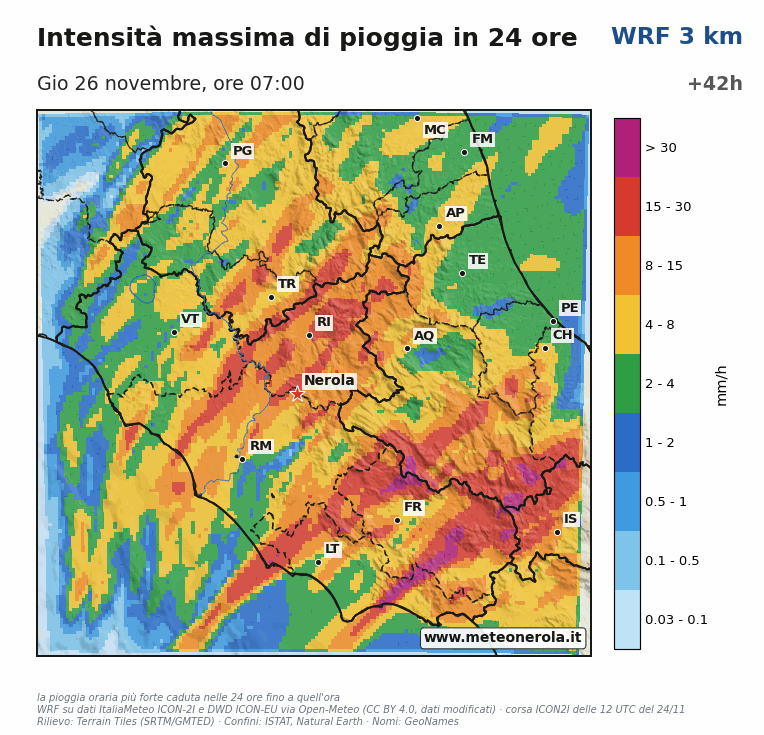 Intensità massima di pioggia in 24 ore
WRF 3 km
Gio 26 novembre, ore 07:00
+42h
MC
FM
PG
AP
TE
TR
PE
VT
RI
CH
AQ
Nerola
RM
FR
IS
LT
www.meteonerola.it
> 30
15 - 30
8 - 15
4 - 8
2 - 4
1 - 2
0.5 - 1
0.1 - 0.5
0.03 - 0.1
mm/h
la pioggia oraria più forte caduta nelle 24 ore fino a quell'ora
WRF su dati ItaliaMeteo ICON-2I e DWD ICON-EU via Open-Meteo (CC BY 4.0, dati modificati) · corsa ICON2I delle 12 UTC del 24/11
Rilievo: Terrain Tiles (SRTM/GMTED) · Confini: ISTAT, Natural Earth · Nomi: GeoNames